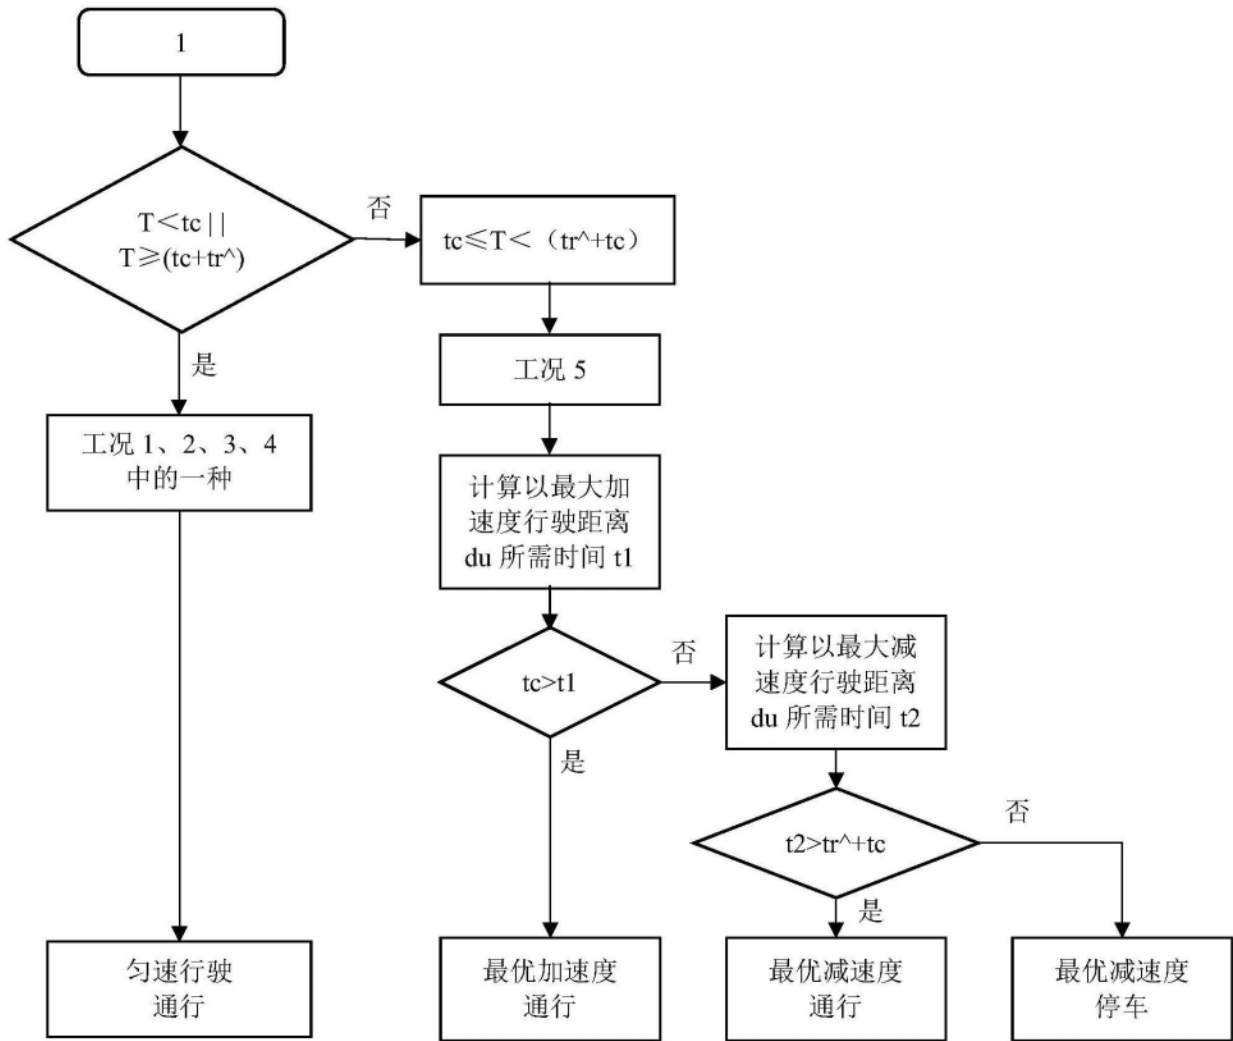 1
T＜tc | |
T≥(tc+tr^)
否
tc≤T＜（tr^+tc）
是
工况 5
工况 1、2、3、4
中的一种
计算以最大加
速度行驶距离
du 所需时间 t1
tc>t1
否
计算以最大减
速度行驶距离
du 所需时间 t2
是
t2>tr^+tc
否
是
匀速行驶
通行
最优加速度
通行
最优减速度
通行
最优减速度
停车